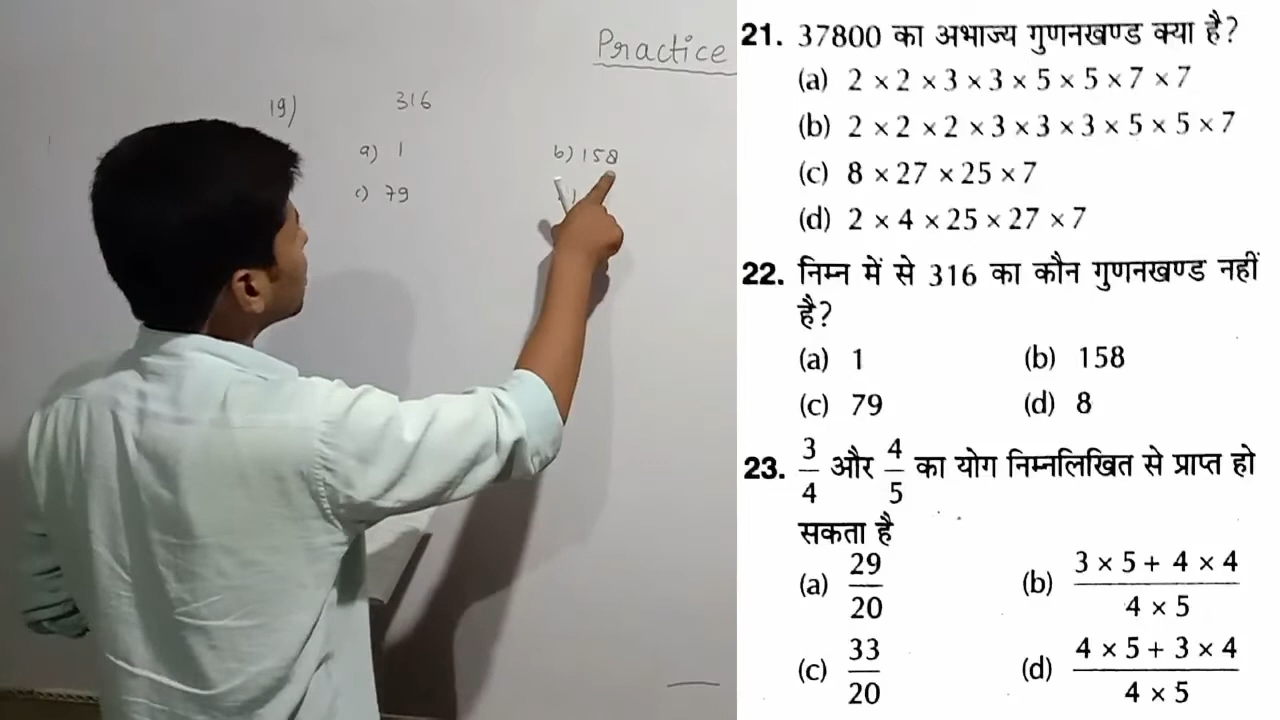 Practice
19) 316
a) 1 b) 158
c) 79
21. 37800 का अभाज्य गुणनखण्ड क्या है?
(a) 2 × 2 × 3 × 3 × 5 × 5 × 7 × 7
(b) 2 × 2 × 2 × 3 × 3 × 3 × 5 × 5 × 7
(c) 8 × 27 × 25 × 7
(d) 2 × 4 × 25 × 27 × 7
22. निम्न में से 316 का कौन गुणनखण्ड नहीं
है?
(a) 1 (b) 158
(c) 79 (d) 8
23. 3/4 और 4/5 का योग निम्नलिखित से प्राप्त हो
सकता है
(a) 29/20 (b) 3 × 5 + 4 × 4 / 4 × 5
(c) 33/20 (d) 4 × 5 + 3 × 4 / 4 × 5